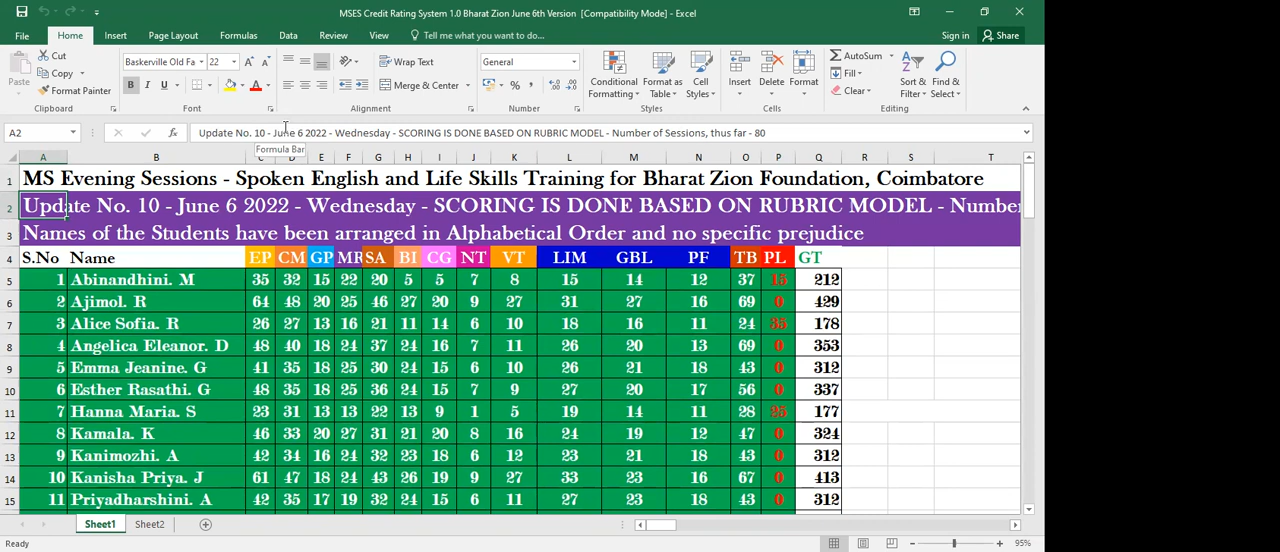 MSES Credit Rating System 1.0 Bharat Zion June 6th Version [Compatibility Mode] - Excel
File Home Insert Page Layout Formulas Data Review View Tell me what you want to do... Sign in Share
Cut
Copy
Format Painter
Paste
Clipboard
Baskerville Old Fa 22
B I U
Font
Wrap Text
Merge & Center
Alignment
General
Number
Conditional Formatting
Format as Table
Cell Styles
Styles
Insert Delete Format
Cells
AutoSum
Fill
Clear
Sort & Filter
Find & Select
Editing
A2 fx Update No. 10 - June 6 2022 - Wednesday - SCORING IS DONE BASED ON RUBRIC MODEL - Number of Sessions, thus far - 80
Formula Bar
A B C D E F G H I J K L M N O P Q R S T
1 MS Evening Sessions - Spoken English and Life Skills Training for Bharat Zion Foundation, Coimbatore
2 Update No. 10 - June 6 2022 - Wednesday - SCORING IS DONE BASED ON RUBRIC MODEL - Number
3 Names of the Students have been arranged in Alphabetical Order and no specific prejudice
4 S.No Name EP CM GP MR SA BI CG NT VT LIM GBL PF TB PL GT
5 1 Abinandhini. M 35 32 15 22 20 5 5 7 8 15 14 12 37 15 212
6 2 Ajimol. R 64 48 20 25 46 27 20 9 27 31 27 16 69 0 429
7 3 Alice Sofia. R 26 27 13 16 21 11 14 6 10 18 16 11 24 35 178
8 4 Angelica Eleanor. D 48 40 18 24 37 24 16 7 11 26 20 13 69 0 353
9 5 Emma Jeanine. G 41 35 18 25 30 24 15 6 12 26 21 18 43 0 312
10 6 Esther Rasathi. G 48 35 18 25 36 24 15 7 9 27 20 17 56 0 337
11 7 Hanna Maria. S 23 31 13 13 22 13 9 1 5 19 14 11 28 25 177
12 8 Kamala. K 46 33 20 27 31 21 20 8 16 24 19 12 47 0 324
13 9 Kanimozhi. A 42 34 16 24 32 23 18 6 12 23 21 18 43 0 312
14 10 Kanisha Priya. J 61 47 18 24 43 26 19 9 27 33 23 16 67 0 413
15 11 Priyadharshini. A 42 35 17 19 32 24 15 6 11 27 23 18 43 0 312
Sheet1 Sheet2
Ready 95%